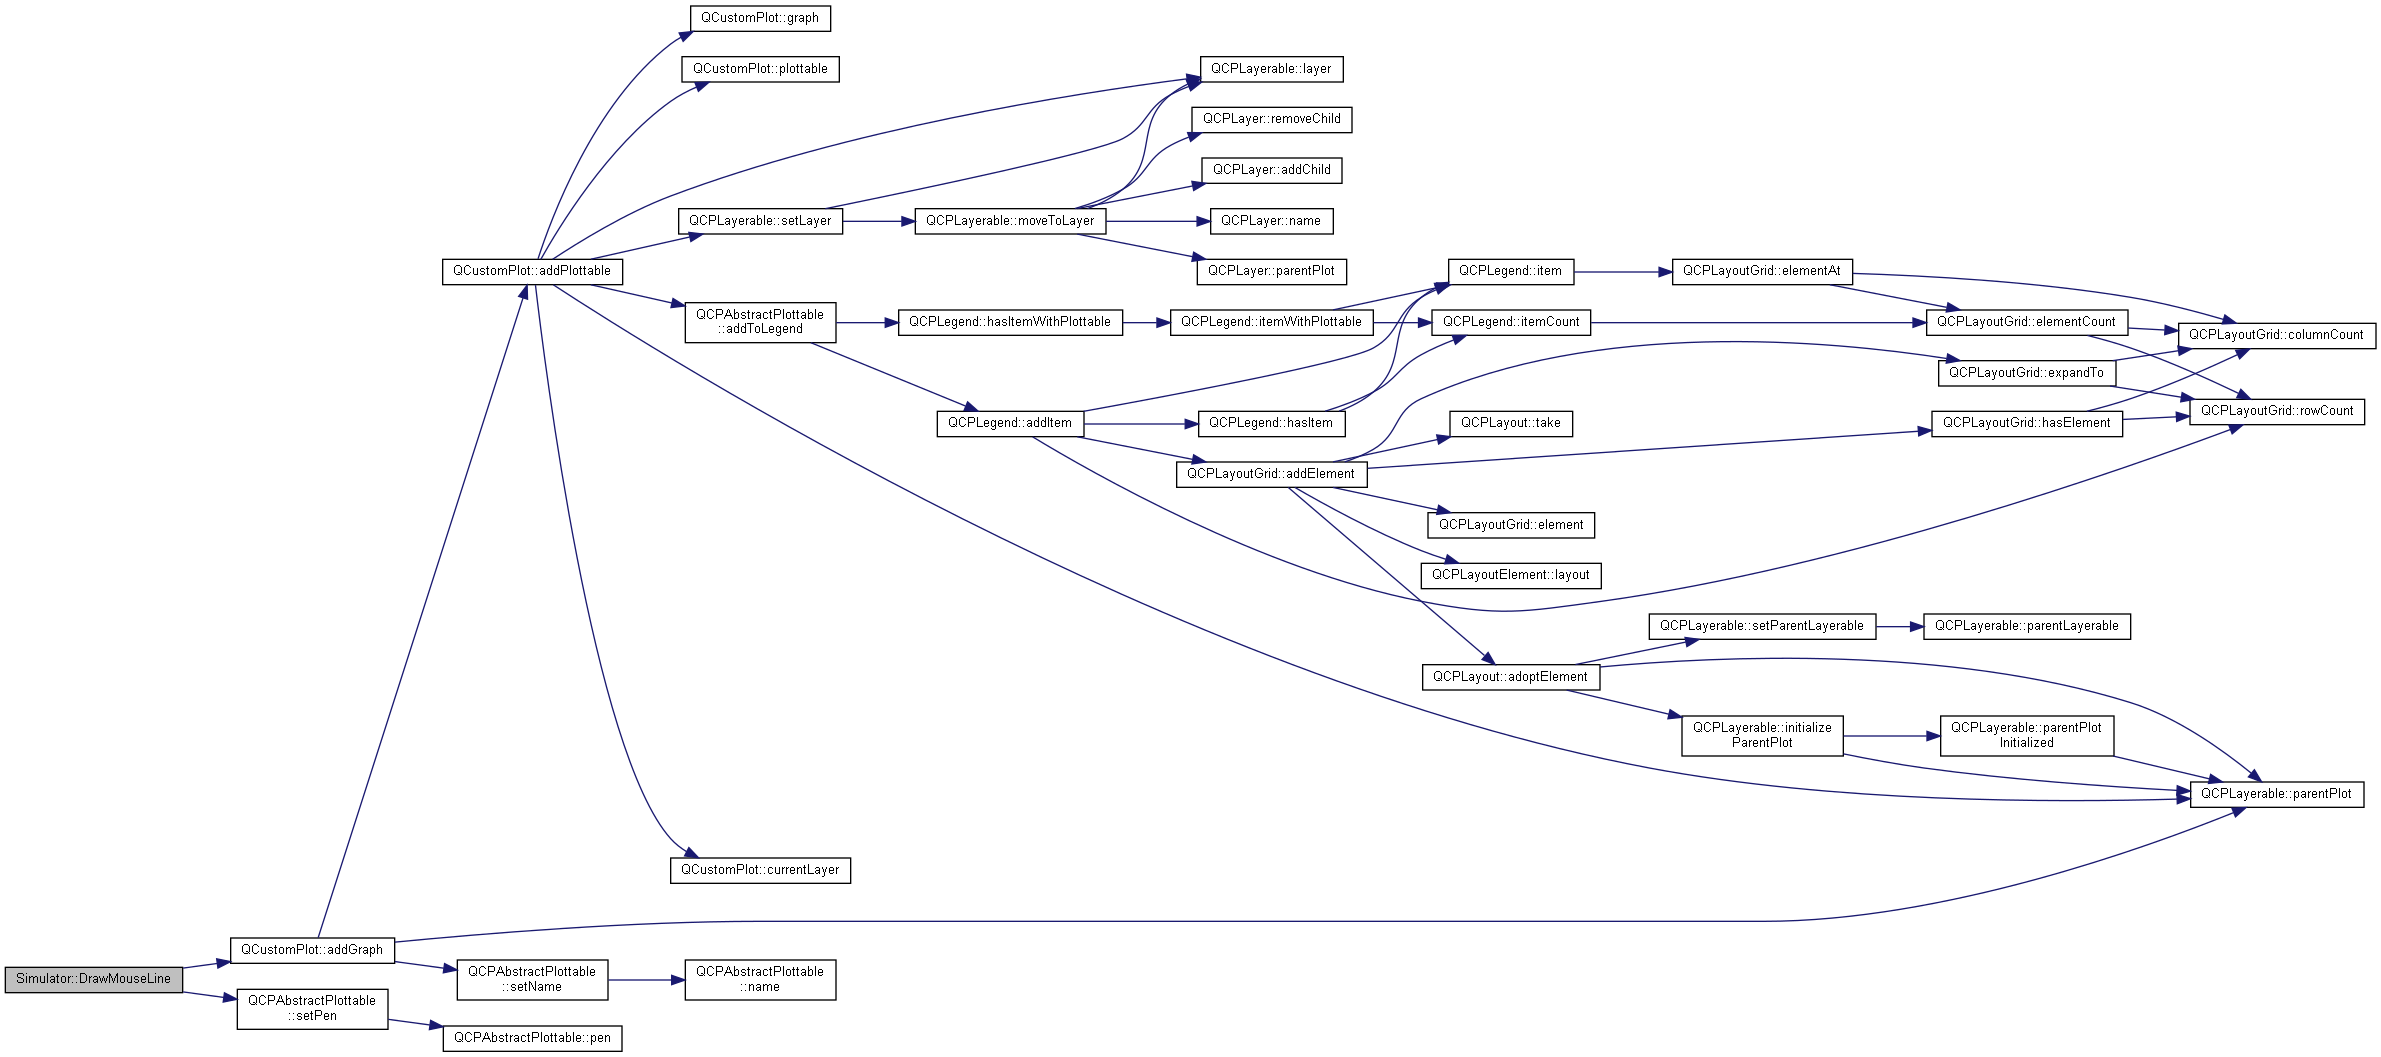 QCustomPlot::graph
QCustomPlot::plottable
QCPLayerable::layer
QCPLayer::removeChild
QCPLayer::addChild
QCPLayerable::setLayer
QCPLayerable::moveToLayer
QCPLayer::name
QCustomPlot::addPlottable
QCPLayer::parentPlot
QCPLegend::item
QCPLayoutGrid::elementAt
QCPAbstractPlottable
::addToLegend
QCPLegend::hasItemWithPlottable
QCPLegend::itemWithPlottable
QCPLegend::itemCount
QCPLayoutGrid::elementCount
QCPLayoutGrid::columnCount
QCPLayoutGrid::expandTo
QCPLayoutGrid::rowCount
QCPLegend::addItem
QCPLegend::hasItem
QCPLayout::take
QCPLayoutGrid::hasElement
QCPLayoutGrid::addElement
QCPLayoutGrid::element
QCPLayoutElement::layout
QCPLayerable::setParentLayerable
QCPLayerable::parentLayerable
QCPLayout::adoptElement
QCPLayerable::initialize
ParentPlot
QCPLayerable::parentPlot
Initialized
QCPLayerable::parentPlot
QCustomPlot::currentLayer
QCustomPlot::addGraph
Simulator::DrawMouseLine
QCPAbstractPlottable
::setName
QCPAbstractPlottable
::name
QCPAbstractPlottable
::setPen
QCPAbstractPlottable::pen